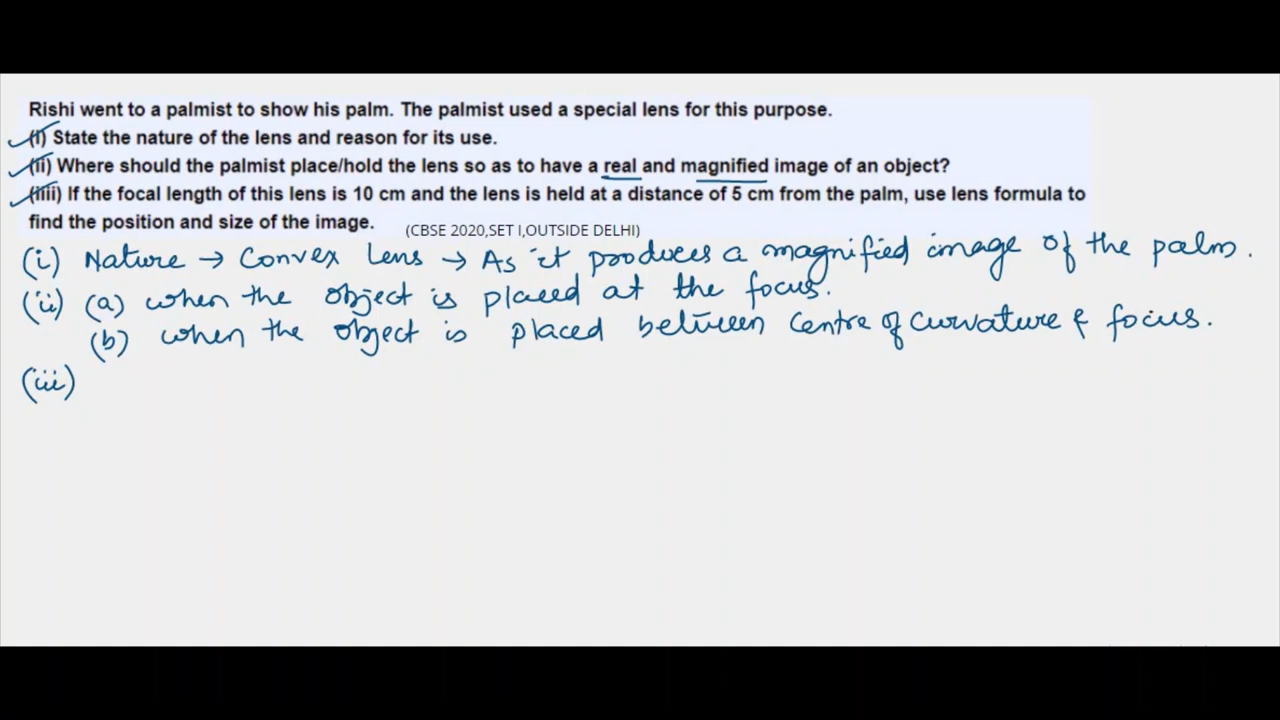 Rishi went to a palmist to show his palm. The palmist used a special lens for this purpose.
(i) State the nature of the lens and reason for its use.
(ii) Where should the palmist place/hold the lens so as to have a real and magnified image of an object?
(iiii) If the focal length of this lens is 10 cm and the lens is held at a distance of 5 cm from the palm, use lens formula to
find the position and size of the image. (CBSE 2020,SET I,OUTSIDE DELHI)
(i) Nature → Convex lens → As it produces a magnified image of the palm.
(ii) (a) when the object is placed at the focus.
(b) when the object is placed between centre of curvature & focus.
(iii)